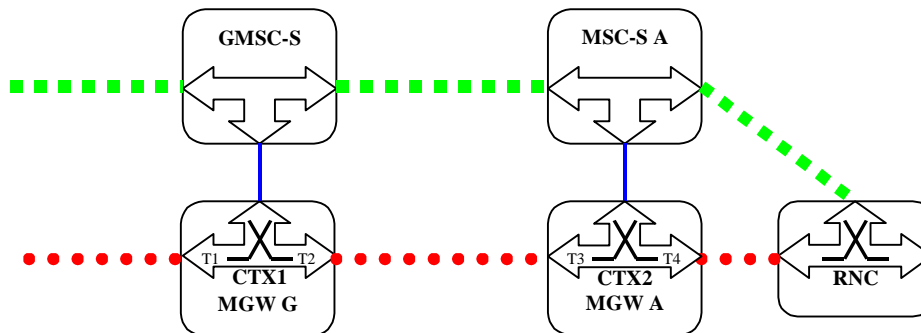 GMSC-S
MSC-S A
T1
T2
CTX1
MGW G
T3
T4
CTX2
MGW A
RNC